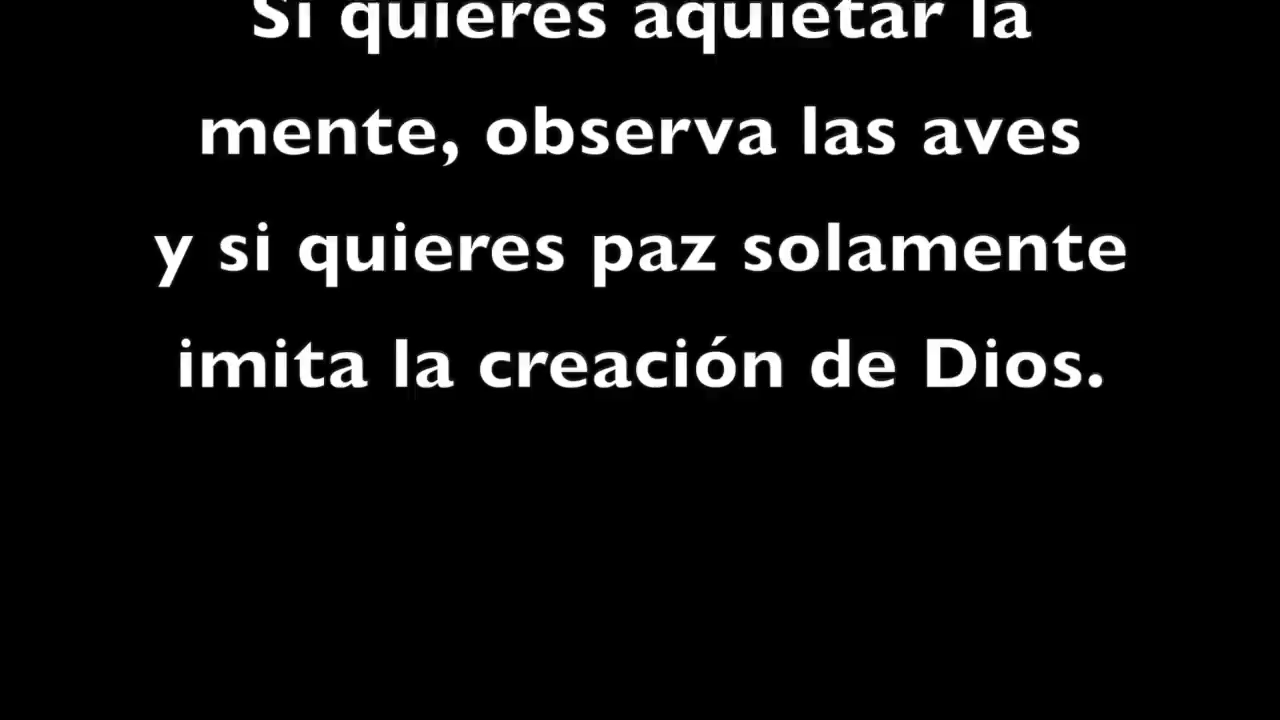 Si quieres aquietar la
mente, observa las aves
y si quieres paz solamente
imita la creación de Dios.